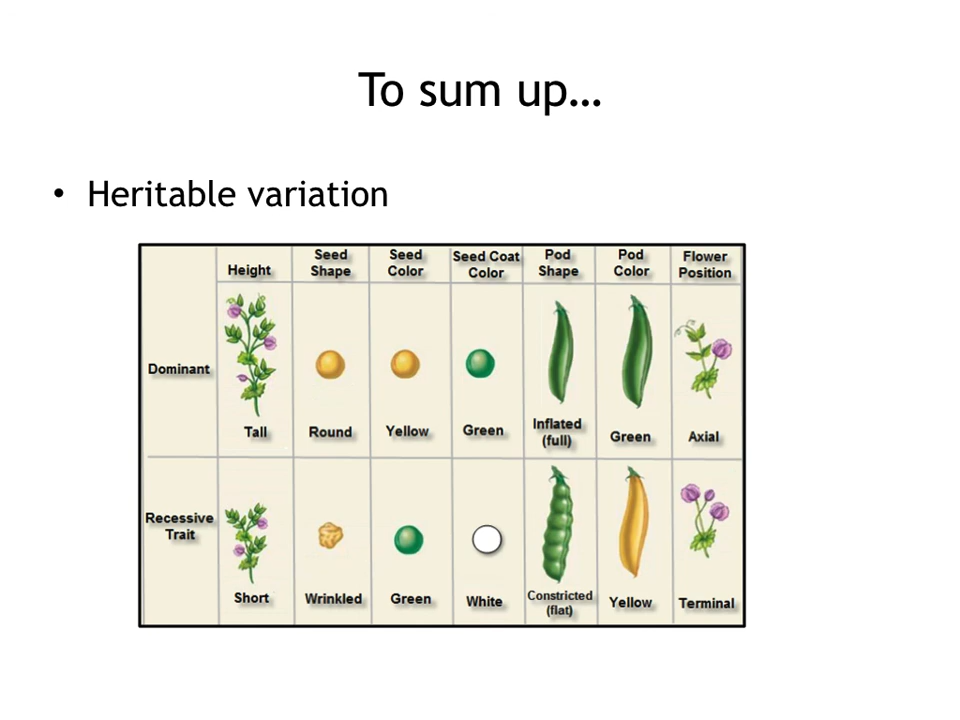 To sum up…
• Heritable variation
Height
Seed
Shape
Seed
Color
Seed Coat
Color
Pod
Shape
Pod
Color
Flower
Position
Dominant
Tall
Round
Yellow
Green
Inflated
(full)
Green
Axial
Recessive
Trait
Short
Wrinkled
Green
White
Constricted
(flat)
Yellow
Terminal